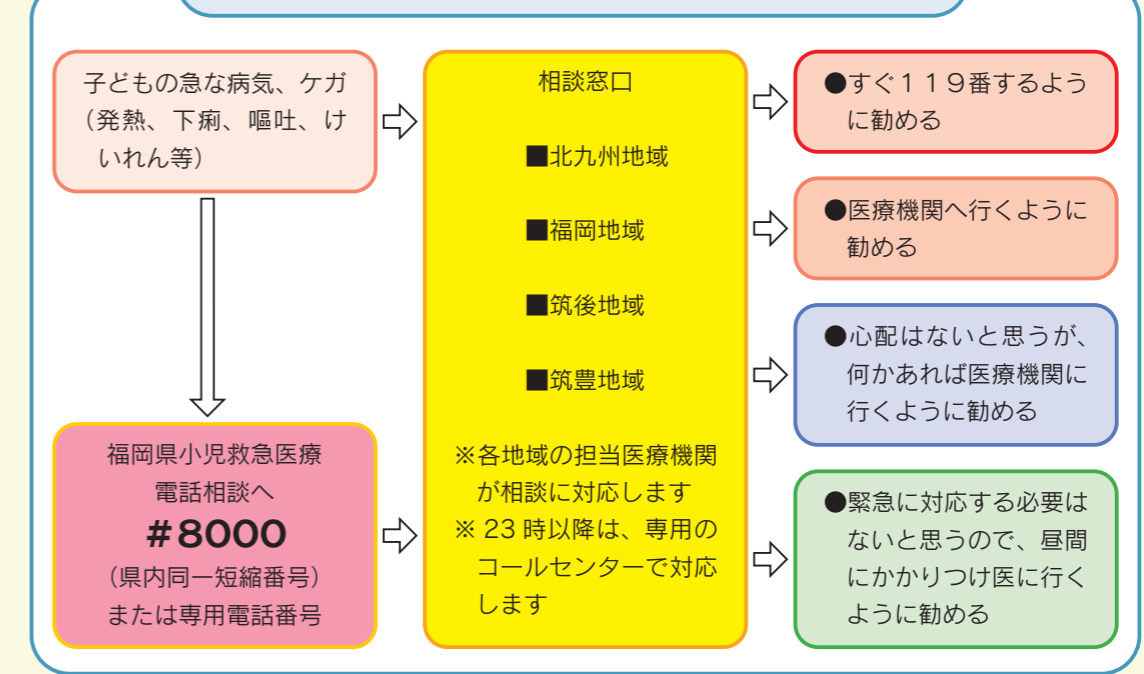 子どもの急な病気、ケガ
（発熱、下痢、嘔吐、け
いれん等）
福岡県小児救急医療
電話相談へ
＃8000
（県内同一短縮番号）
または専用電話番号
相談窓口
■北九州地域
■福岡地域
■筑後地域
■筑豊地域
※各地域の担当医療機関
が相談に対応します
※ 23 時以降は、専用の
コールセンターで対応
します
●すぐ１１９番するよう
に勧める
●医療機関へ行くように
勧める
●心配はないと思うが、
何かあれば医療機関に
行くように勧める
●緊急に対応する必要は
ないと思うので、昼間
にかかりつけ医に行く
ように勧める